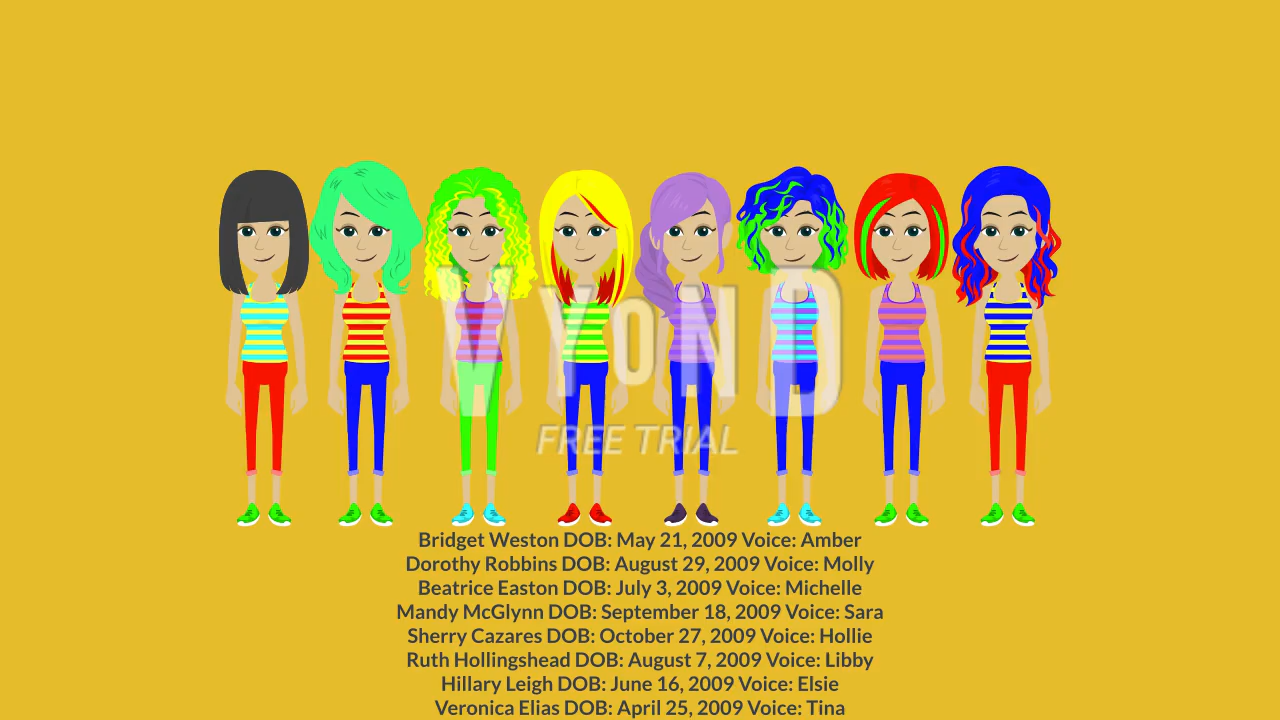 VYOND
FREE TRIAL
Bridget Weston DOB: May 21, 2009 Voice: Amber
Dorothy Robbins DOB: August 29, 2009 Voice: Molly
Beatrice Easton DOB: July 3, 2009 Voice: Michelle
Mandy McGlynn DOB: September 18, 2009 Voice: Sara
Sherry Cazares DOB: October 27, 2009 Voice: Hollie
Ruth Hollingshead DOB: August 7, 2009 Voice: Libby
Hillary Leigh DOB: June 16, 2009 Voice: Elsie
Veronica Elias DOB: April 25, 2009 Voice: Tina